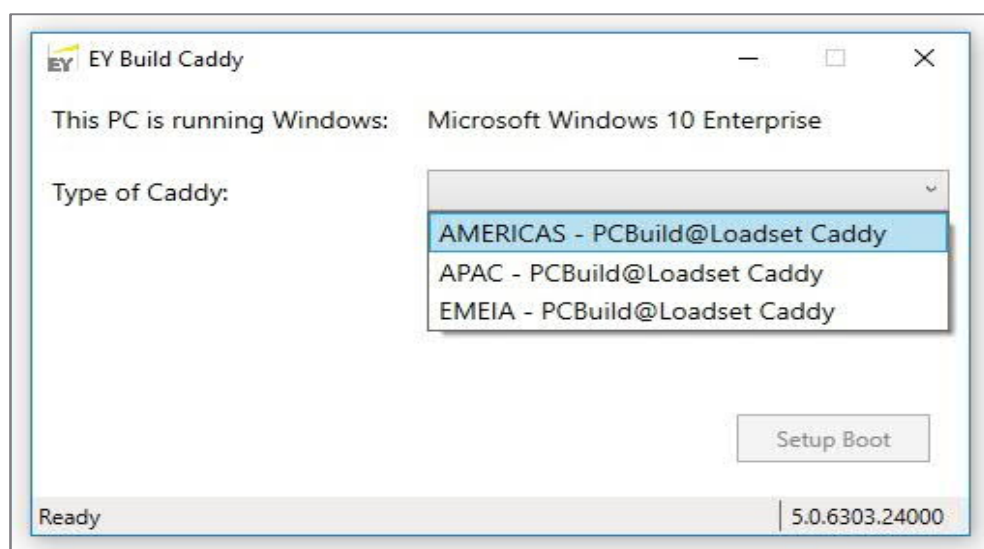 EY EY Build Caddy
This PC is running Windows: Microsoft Windows 10 Enterprise
Type of Caddy:
AMERICAS - PCBuild@Loadset Caddy
APAC - PCBuild@Loadset Caddy
EMEIA - PCBuild@Loadset Caddy
Setup Boot
Ready 5.0.6303.24000